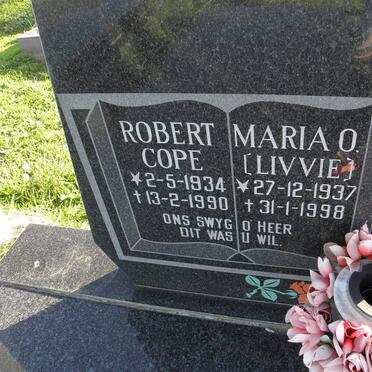 ROBERT COPE
★2-5-1934
✝13-2-1990
MARIA O.
[LIVVIE]
★27-12-1937
✝31-1-1998
ONS SWYG O HEER
DIT WAS U WIL.